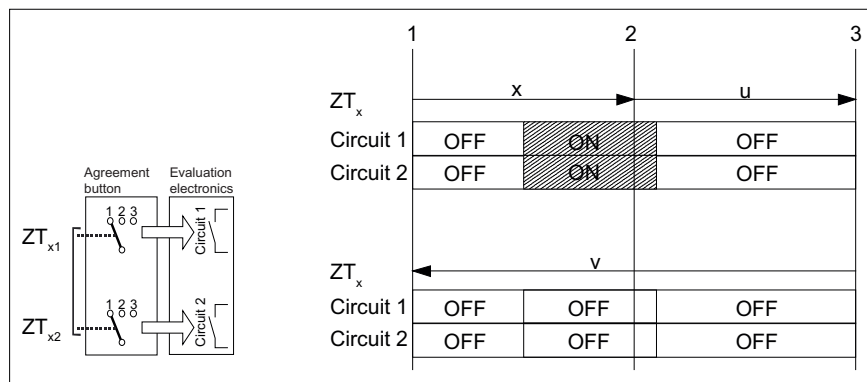 1 2 3
ZTx x u
Circuit 1 OFF ON OFF
Circuit 2 OFF ON OFF
Agreement button
Evaluation electronics
ZTx1 1 2 3 Circuit 1
ZTx2 1 2 3 Circuit 2
ZTx v
Circuit 1 OFF OFF OFF
Circuit 2 OFF OFF OFF